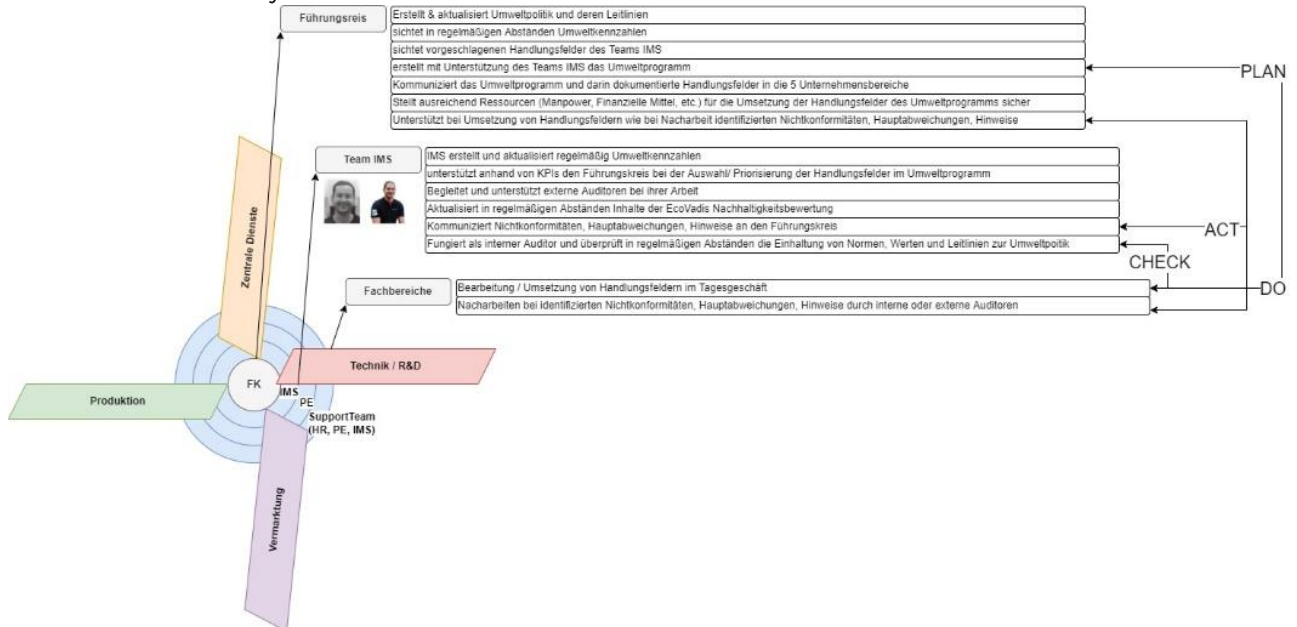 Führungsreis
Erstellt & aktualisiert Umweltpolitik und deren Leitlinien
sichtet in regelmäßigen Abständen Umweltkennzahlen
sichtet vorgeschlagenen Handlungsfelder des Teams IMS
erstellt mit Unterstützung des Teams IMS das Umweltprogramm
Kommuniziert das Umweltprogramm und darin dokumentierte Handlungsfelder in die 5 Unternehmensbereiche
Stellt ausreichend Ressourcen (Manpower, Finanzielle Mittel, etc.) für die Umsetzung der Handlungsfelder des Umweltprogramms sicher
Unterstützt bei Umsetzung von Handlungsfeldern wie bei Nacharbeit identifizierten Nichtkonformitäten, Hauptabweichungen, Hinweise
PLAN
Team IMS
IMS erstellt und aktualisiert regelmäßig Umweltkennzahlen
unterstützt anhand von KPIs den Führungskreis bei der Auswahl/ Priorisierung der Handlungsfelder im Umweltprogramm
Begleitet und unterstützt externe Auditoren bei ihrer Arbeit
Aktualisiert in regelmäßigen Abständen Inhalte der EcoVadis Nachhaltigkeitsbewertung
Kommuniziert Nichtkonformitäten, Hauptabweichungen, Hinweise an den Führungskreis
Fungiert als interner Auditor und überprüft in regelmäßigen Abständen die Einhaltung von Normen, Werten und Leitlinien zur Umweltpoitik
ACT
CHECK
Fachbereiche
Bearbeitung / Umsetzung von Handlungsfeldern im Tagesgeschäft
Nacharbeiten bei identifizierten Nichtkonformitäten, Hauptabweichungen, Hinweise durch interne oder externe Auditoren
DO
Zentrale Dienste
Technik / R&D
FK
IMS
PE
SupportTeam
(HR, PE, IMS)
Produktion
Vermarktung